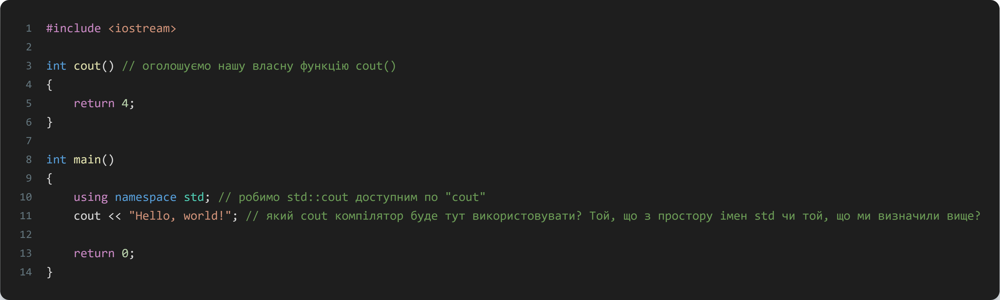 1 #include <iostream>
2
3 int cout() // оголошуємо нашу власну функцію cout()
4 {
5     return 4;
6 }
7
8 int main()
9 {
10     using namespace std; // робимо std::cout доступним по "cout"
11     cout << "Hello, world!"; // який cout компілятор буде тут використовувати? Той, що з простору імен std чи той, що ми визначили вище?
12
13     return 0;
14 }